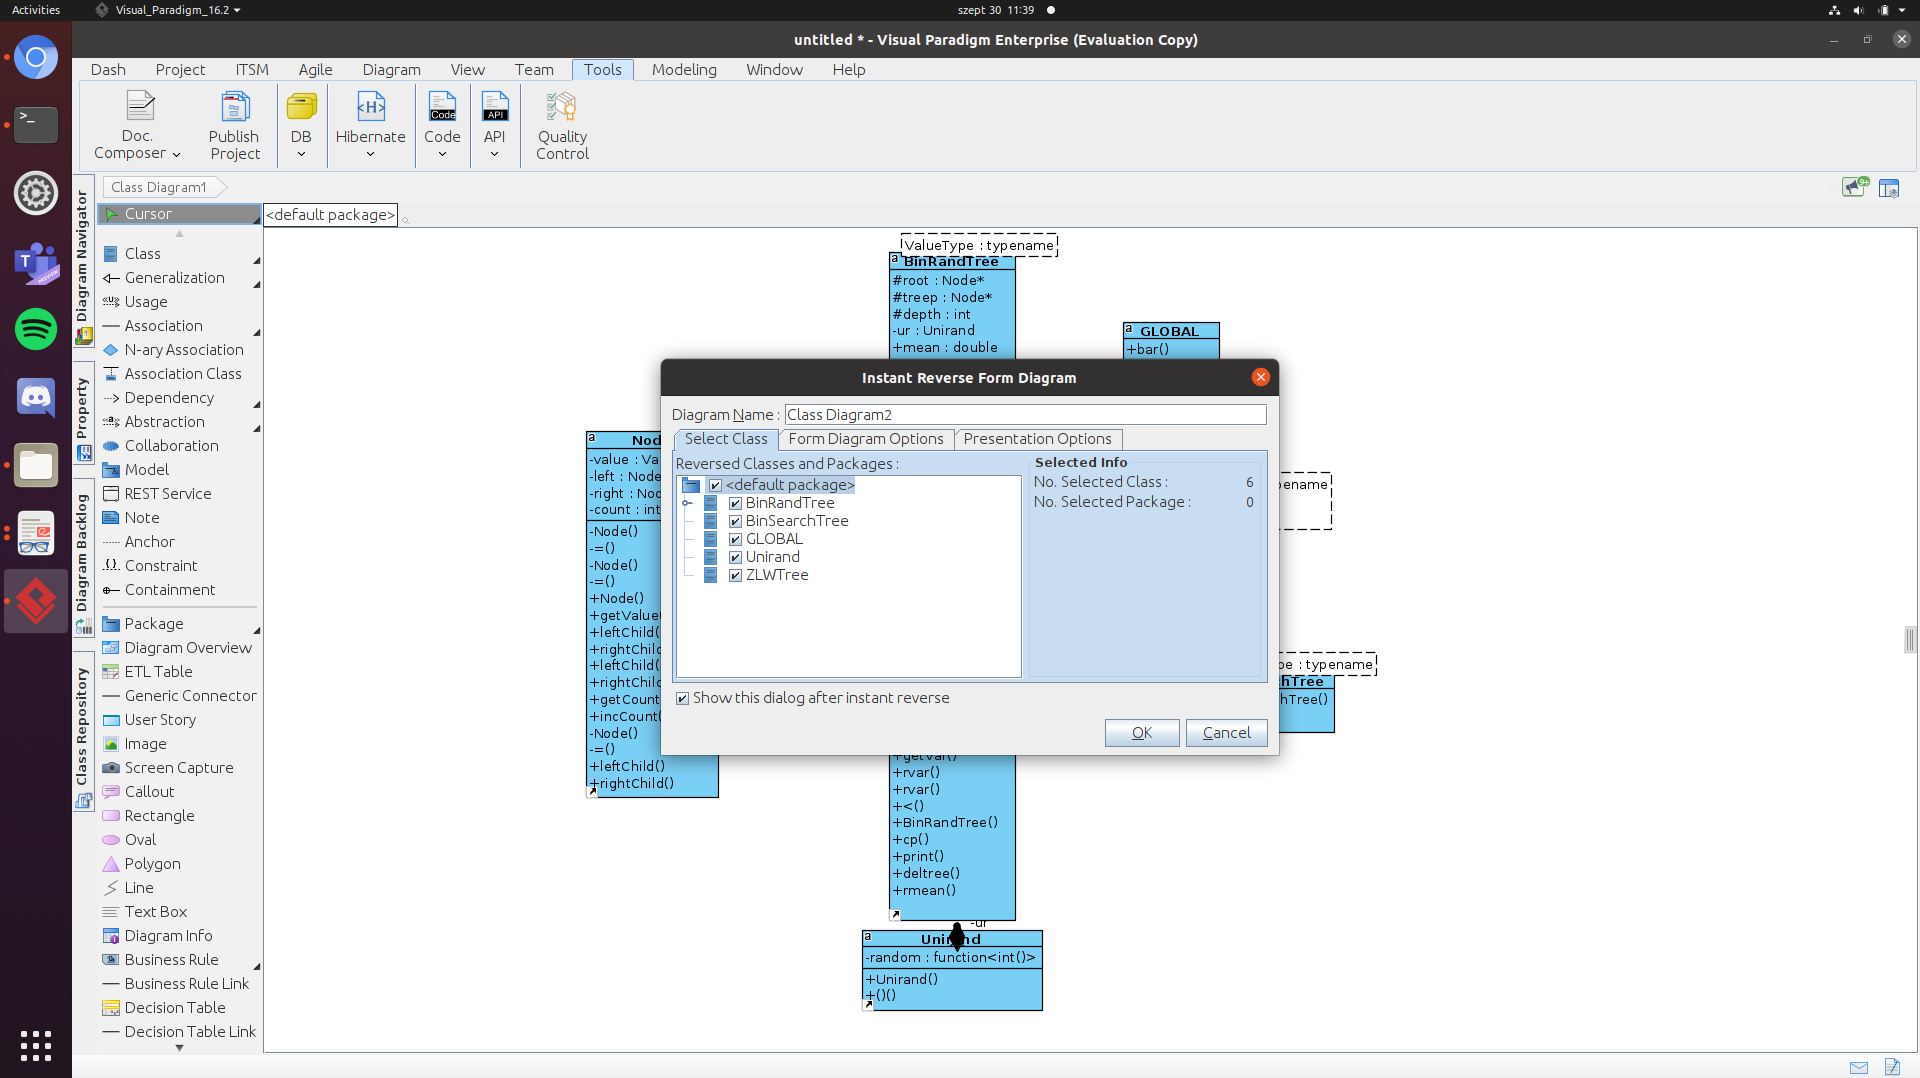 Activities
Visual_Paradigm_16.2
szept 30 11:39
untitled * - Visual Paradigm Enterprise (Evaluation Copy)
Dash Project ITSM Agile Diagram View Team Tools Modeling Window Help
Doc. Composer
Publish Project
DB
Hibernate
Code
API
Quality Control
Class Diagram1
Diagram Navigator
Property
Diagram Backlog
Class Repository
Cursor
Class
Generalization
Usage
Association
N-ary Association
Association Class
Dependency
Abstraction
Collaboration
Model
REST Service
Note
Anchor
Constraint
Containment
Package
Diagram Overview
ETL Table
Generic Connector
User Story
Image
Screen Capture
Callout
Rectangle
Oval
Polygon
Line
Text Box
Diagram Info
Business Rule
Business Rule Link
Decision Table
Decision Table Link
<default package>
ValueType : typename
BinRandTree
#root : Node*
#treep : Node*
#depth : int
-ur : Unirand
+mean : double
GLOBAL
+bar()
Nod
-value : Va
-left : Node
-right : Nod
-count : int
-Node()
-=()
-Node()
-=()
+Node()
+getValue
+leftChild(
+rightChild
+leftChild(
+rightChild
+getCount
+incCount(
-Node()
-=()
+leftChild()
+rightChild()
Instant Reverse Form Diagram
Diagram Name : Class Diagram2
Select Class
Form Diagram Options
Presentation Options
Reversed Classes and Packages :
<default package>
BinRandTree
BinSearchTree
GLOBAL
Unirand
ZLWTree
Selected Info
No. Selected Class : 6
No. Selected Package : 0
Show this dialog after instant reverse
OK
Cancel
pename
pe : typename
hTree
hTree()
+getVal()
+rvar()
+rvar()
+<()
+BinRandTree()
+cp()
+print()
+deltree()
+rmean()
-ur
Unirand
-random : function<int()>
+Unirand()
+()()